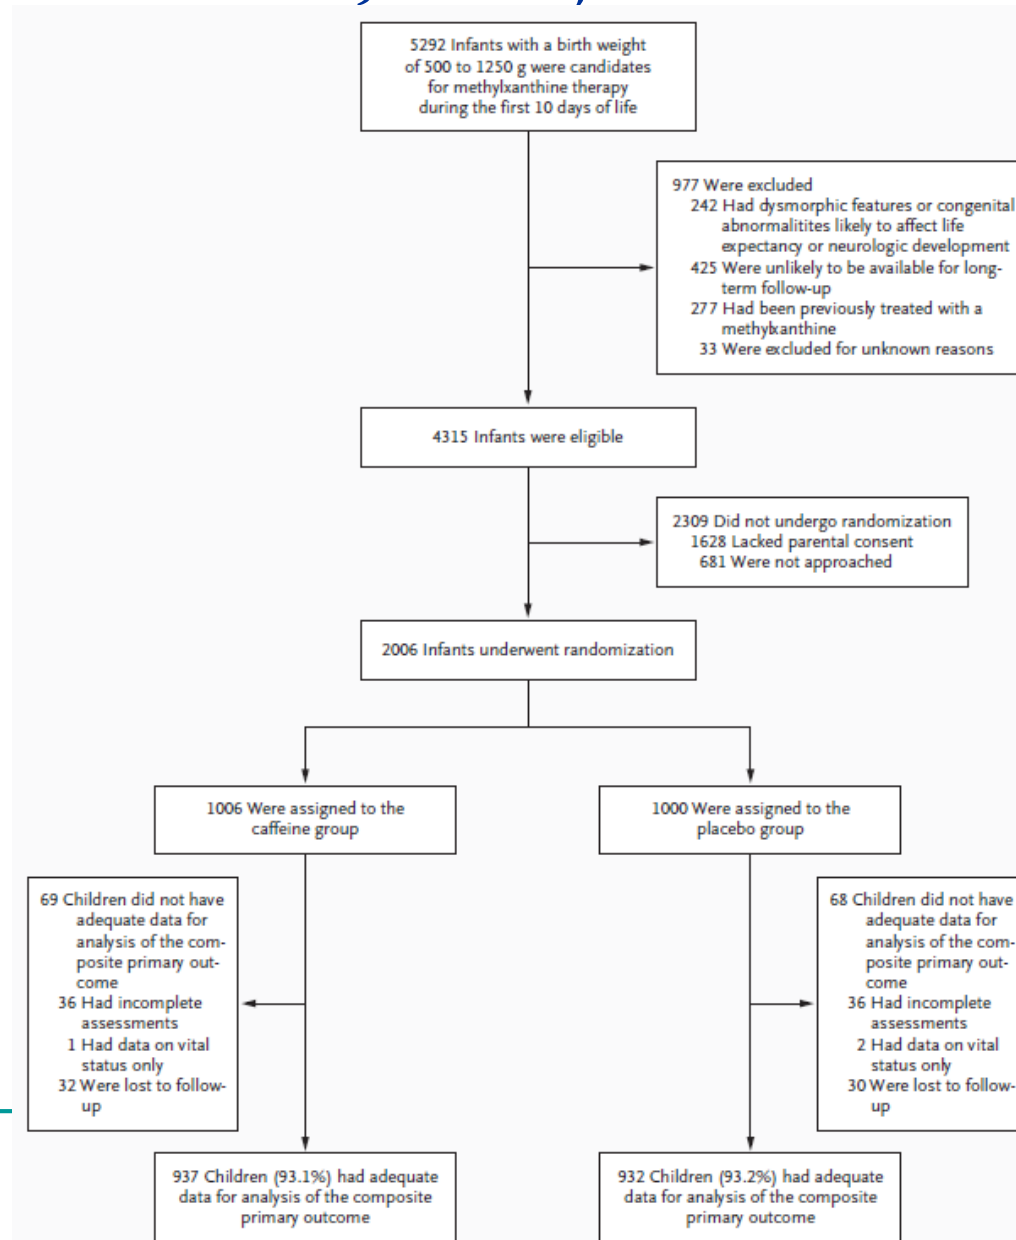 5292 Infants with a birth weight
of 500 to 1250 g were candidates
for methylxanthine therapy
during the first 10 days of life
977 Were excluded
242 Had dysmorphic features or congenital
abnormalitites likely to affect life
expectancy or neurologic development
425 Were unlikely to be available for long-
term follow-up
277 Had been previously treated with a
methylxanthine
33 Were excluded for unknown reasons
4315 Infants were eligible
2309 Did not undergo randomization
1628 Lacked parental consent
681 Were not approached
2006 Infants underwent randomization
1006 Were assigned to the
caffeine group
1000 Were assigned to the
placebo group
69 Children did not have
adequate data for
analysis of the com-
posite primary out-
come
36 Had incomplete
assessments
1 Had data on vital
status only
32 Were lost to follow-
up
68 Children did not have
adequate data for
analysis of the com-
posite primary out-
come
36 Had incomplete
assessments
2 Had data on vital
status only
30 Were lost to follow-
up
937 Children (93.1%) had adequate
data for analysis of the composite
primary outcome
932 Children (93.2%) had adequate
data for analysis of the composite
primary outcome